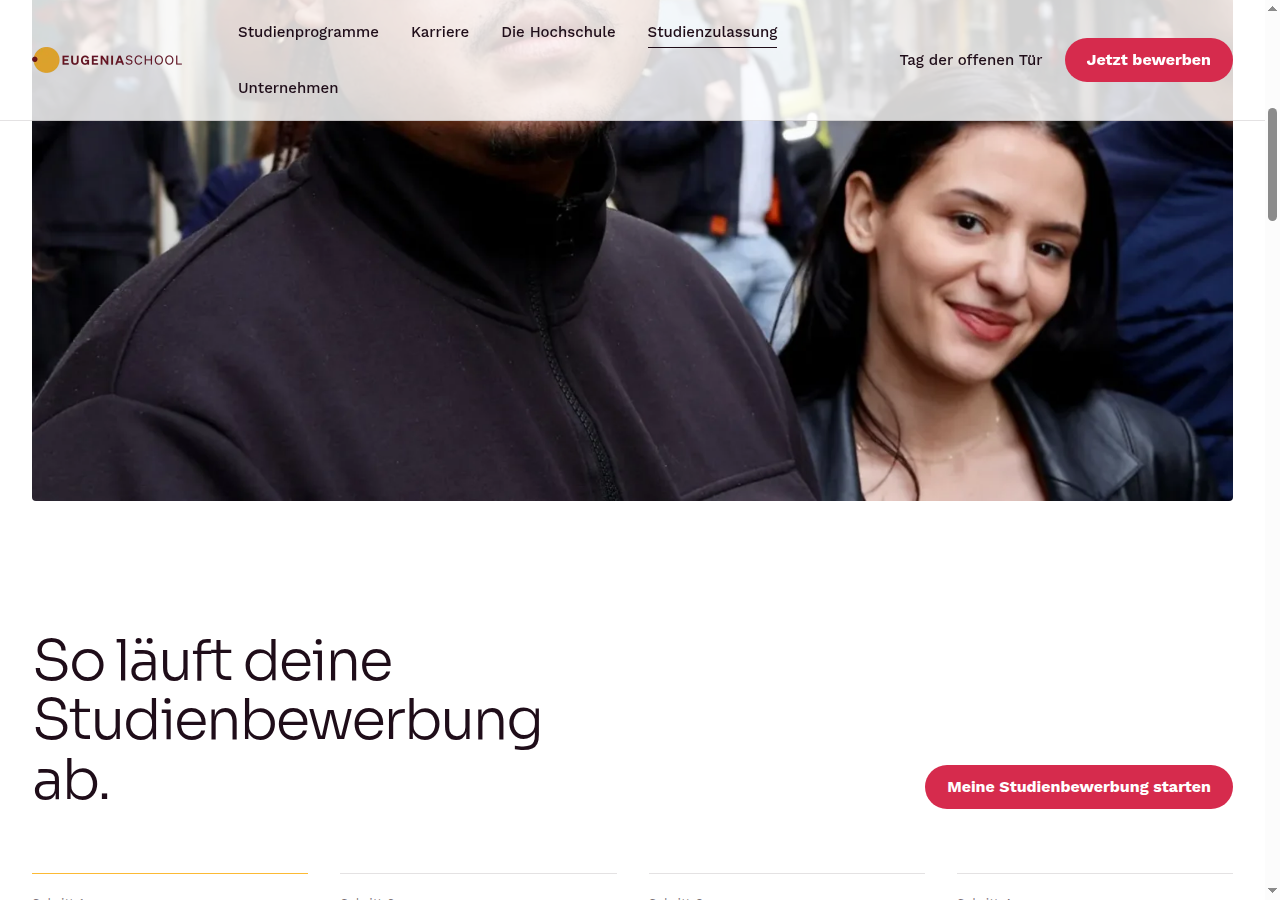 EUGENIASCHOOL
Studienprogramme Karriere Die Hochschule Studienzulassung
Unternehmen
Tag der offenen Tür Jetzt bewerben
So läuft deine
Studienbewerbung
ab.
Meine Studienbewerbung starten